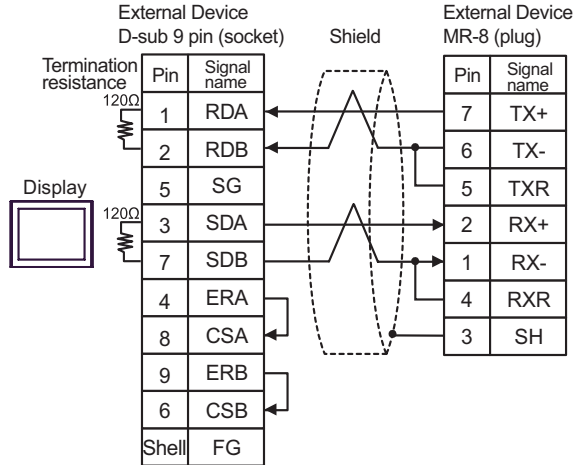 External Device
D-sub 9 pin (socket)
Shield
External Device
MR-8 (plug)
Termination
resistance
Pin Signal name
120Ω
1 RDA
2 RDB
5 SG
Display
120Ω
3 SDA
7 SDB
4 ERA
8 CSA
9 ERB
6 CSB
Shell FG
Pin Signal name
7 TX+
6 TX-
5 TXR
2 RX+
1 RX-
4 RXR
3 SH